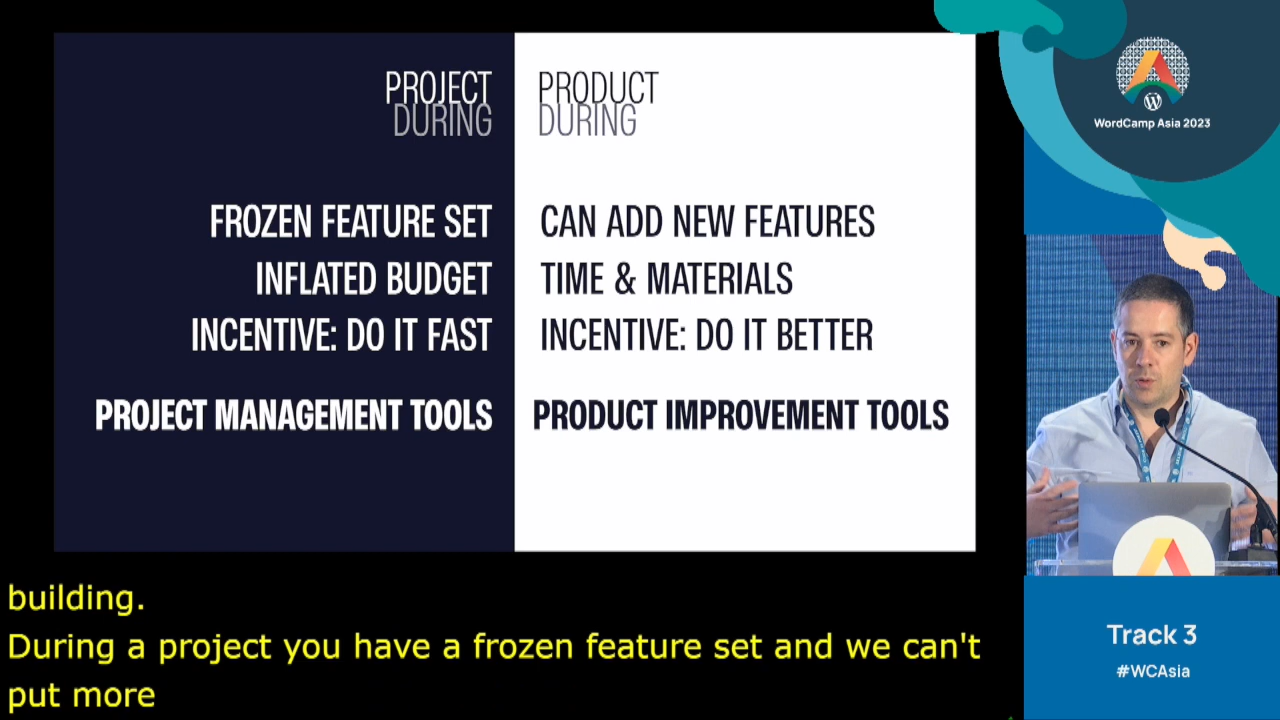 PROJECT
DURING
FROZEN FEATURE SET
INFLATED BUDGET
INCENTIVE: DO IT FAST
PROJECT MANAGEMENT TOOLS
PRODUCT
DURING
CAN ADD NEW FEATURES
TIME & MATERIALS
INCENTIVE: DO IT BETTER
PRODUCT IMPROVEMENT TOOLS
WordCamp Asia 2023
building.
During a project you have a frozen feature set and we can't
put more
Track 3
#WCAsia